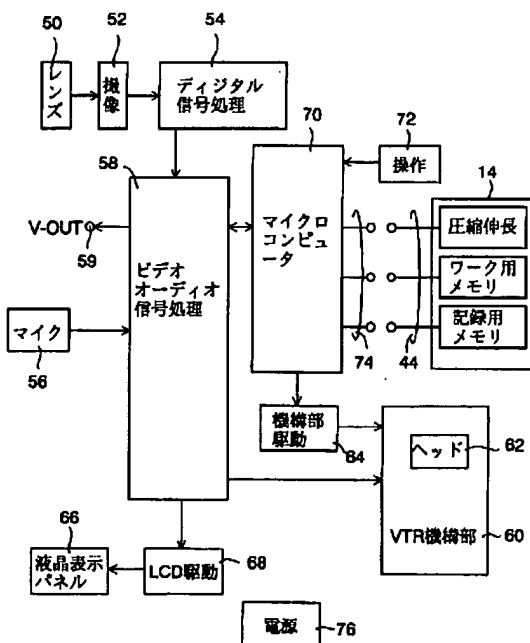 50
52
54
レンズ
撮像
ディジタル
信号処理
70
72
操作
58
14
V-OUT
59
マイクロ
コンピュータ
圧縮伸長
ワーク用
メモリ
記録用
メモリ
ビデオ
オーディオ
信号処理
マイク
56
74
44
機構部
駆動
64
ヘッド
62
VTR機構部
60
66
液晶表示
パネル
LCD駆動
68
電源
76